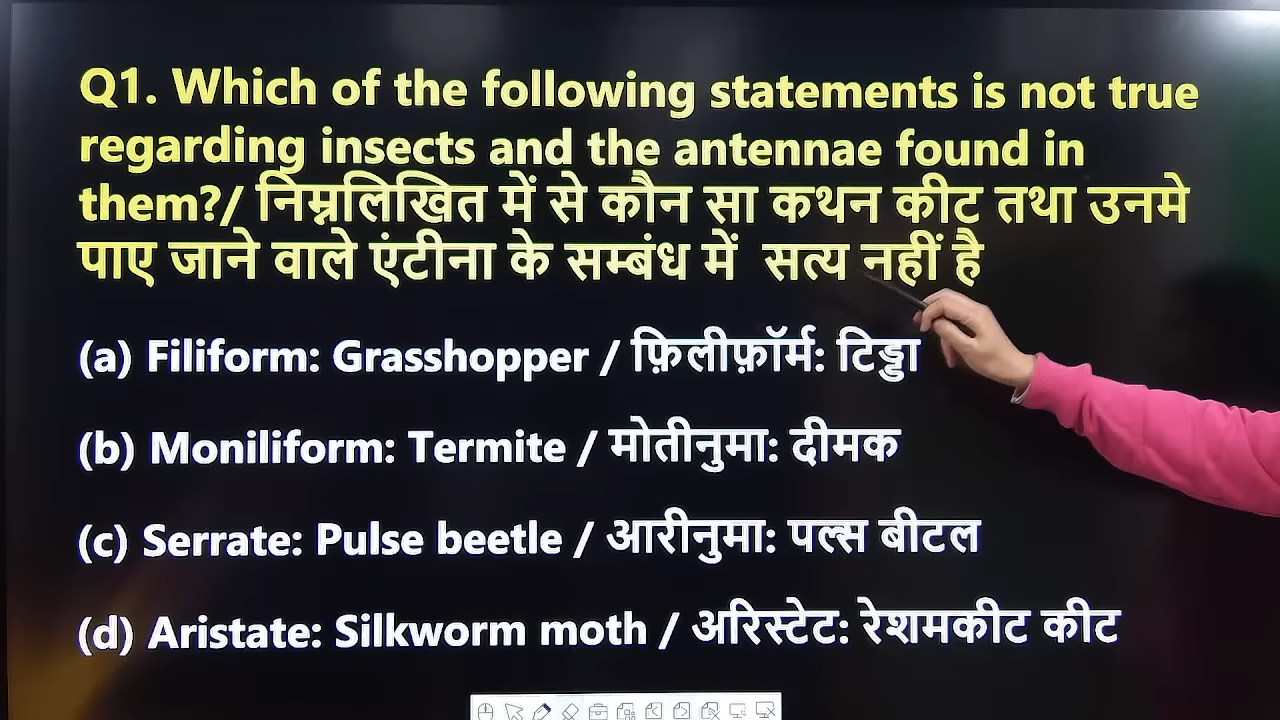 Q1. Which of the following statements is not true
regarding insects and the antennae found in
them?/ निम्नलिखित में से कौन सा कथन कीट तथा उनमे
पाए जाने वाले एंटीना के सम्बंध में  सत्य नहीं है
(a) Filiform: Grasshopper / फ़िलीफ़ॉर्म: टिड्डा
(b) Moniliform: Termite / मोतीनुमा: दीमक
(c) Serrate: Pulse beetle / आरीनुमा: पल्स बीटल
(d) Aristate: Silkworm moth / अरिस्टेट: रेशमकीट कीट